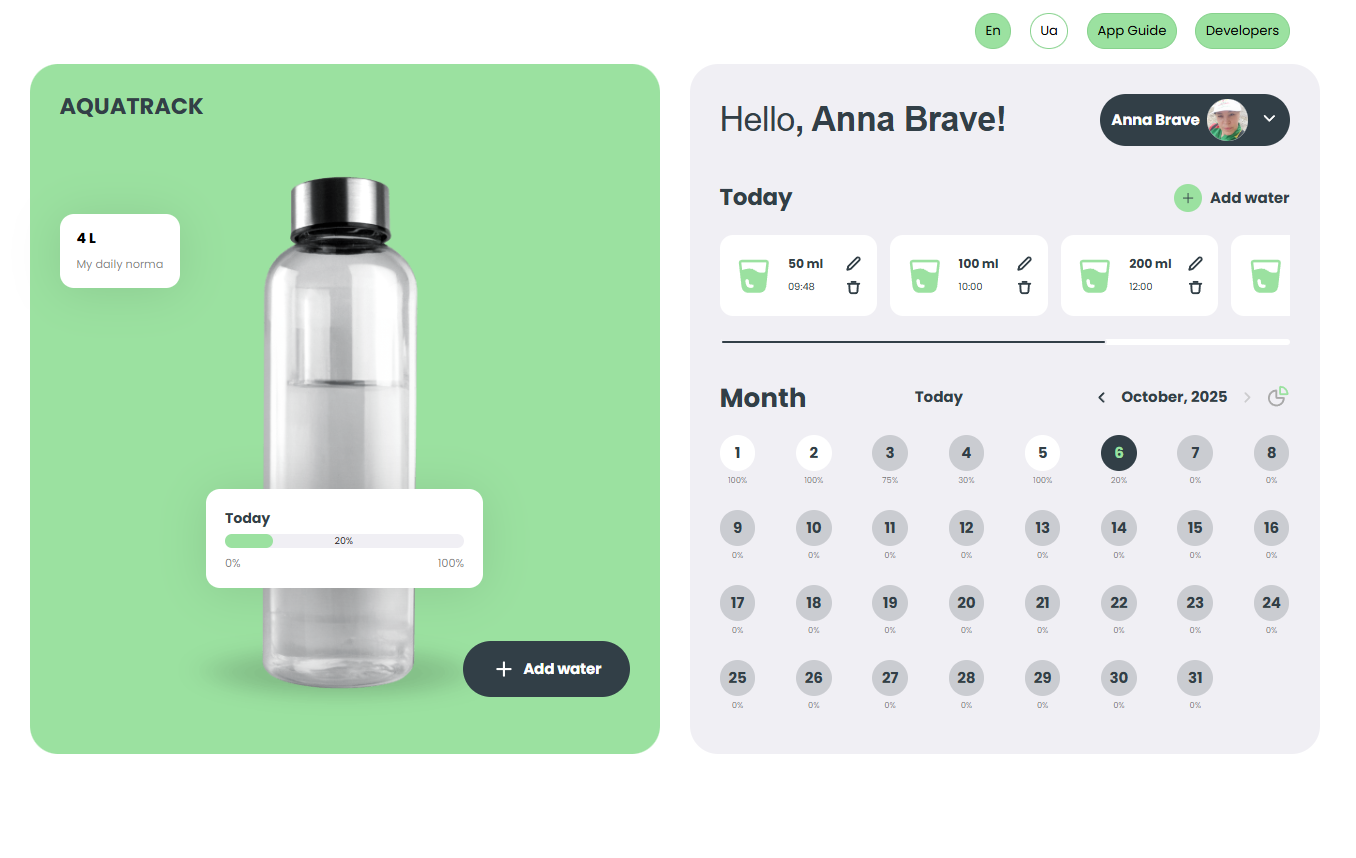 En Ua App Guide Developers
AQUATRACK
4 L
My daily norma
Today
20%
0% 100%
+ Add water
Hello, Anna Brave!
Anna Brave
Today
+ Add water
50 ml
09:48
100 ml
10:00
200 ml
12:00
Month Today October, 2025
1 2 3 4 5 6 7 8
100% 100% 75% 30% 100% 20% 0% 0%
9 10 11 12 13 14 15 16
0% 0% 0% 0% 0% 0% 0% 0%
17 18 19 20 21 22 23 24
0% 0% 0% 0% 0% 0% 0% 0%
25 26 27 28 29 30 31
0% 0% 0% 0% 0% 0% 0%